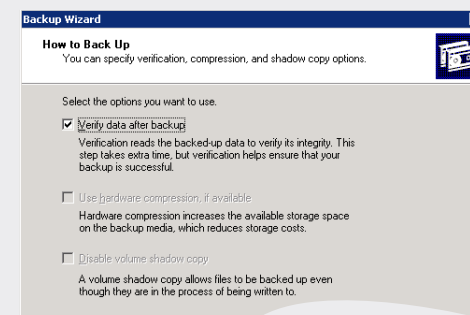 Backup Wizard
How to Back Up
You can specify verification, compression, and shadow copy options.
Select the options you want to use.
Verify data after backup
Verification reads the backed-up data to verify its integrity. This
step takes extra time, but verification helps ensure that your
backup is successful.
Use hardware compression, if available
Hardware compression increases the available storage space
on the backup media, which reduces storage costs.
Disable volume shadow copy
A volume shadow copy allows files to be backed up even
though they are in the process of being written to.